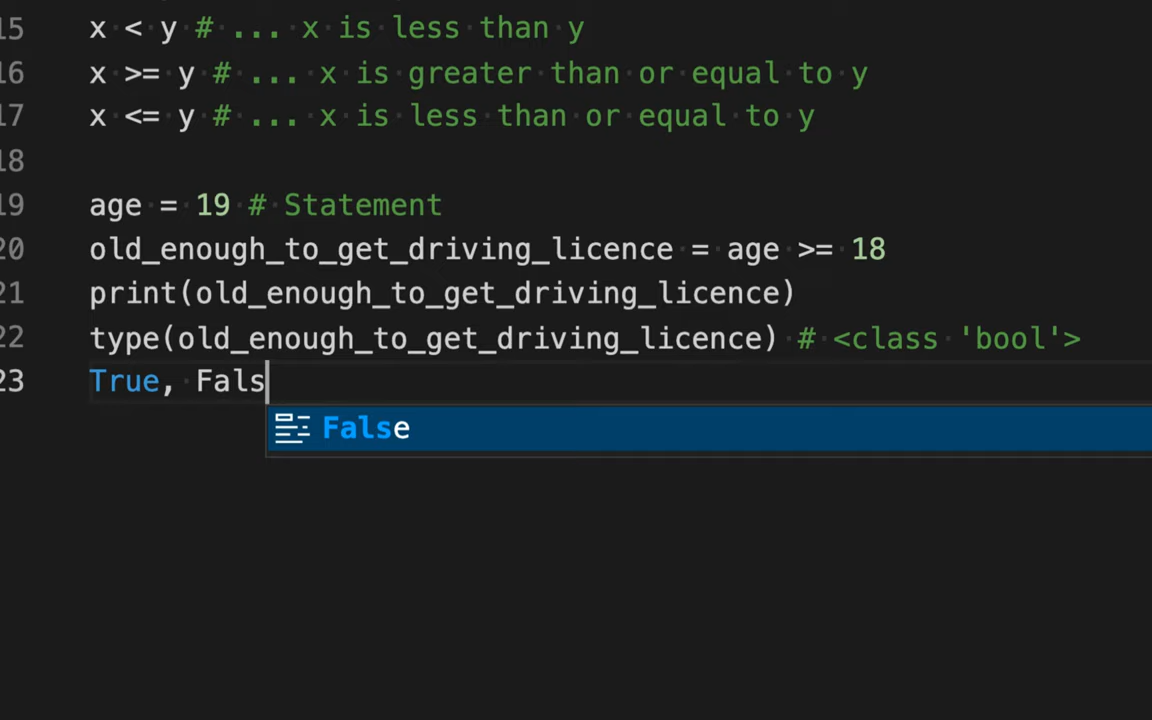 15 x < y # ... x is less than y
16 x >= y # ... x is greater than or equal to y
17 x <= y # ... x is less than or equal to y
18
19 age = 19 # Statement
20 old_enough_to_get_driving_licence = age >= 18
21 print(old_enough_to_get_driving_licence)
22 type(old_enough_to_get_driving_licence) # <class 'bool'>
23 True, Fals
False